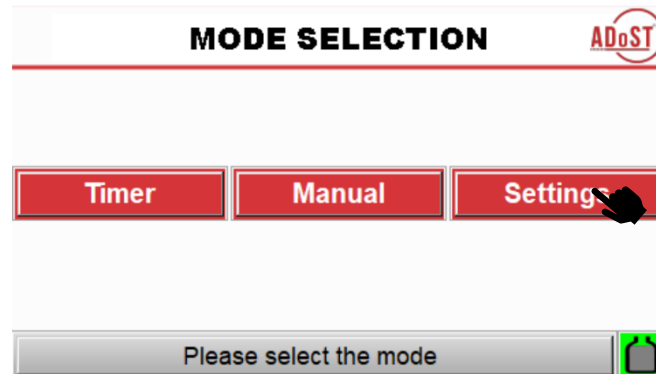 MODE SELECTION
ADoST
Timer Manual Settings
Please select the mode